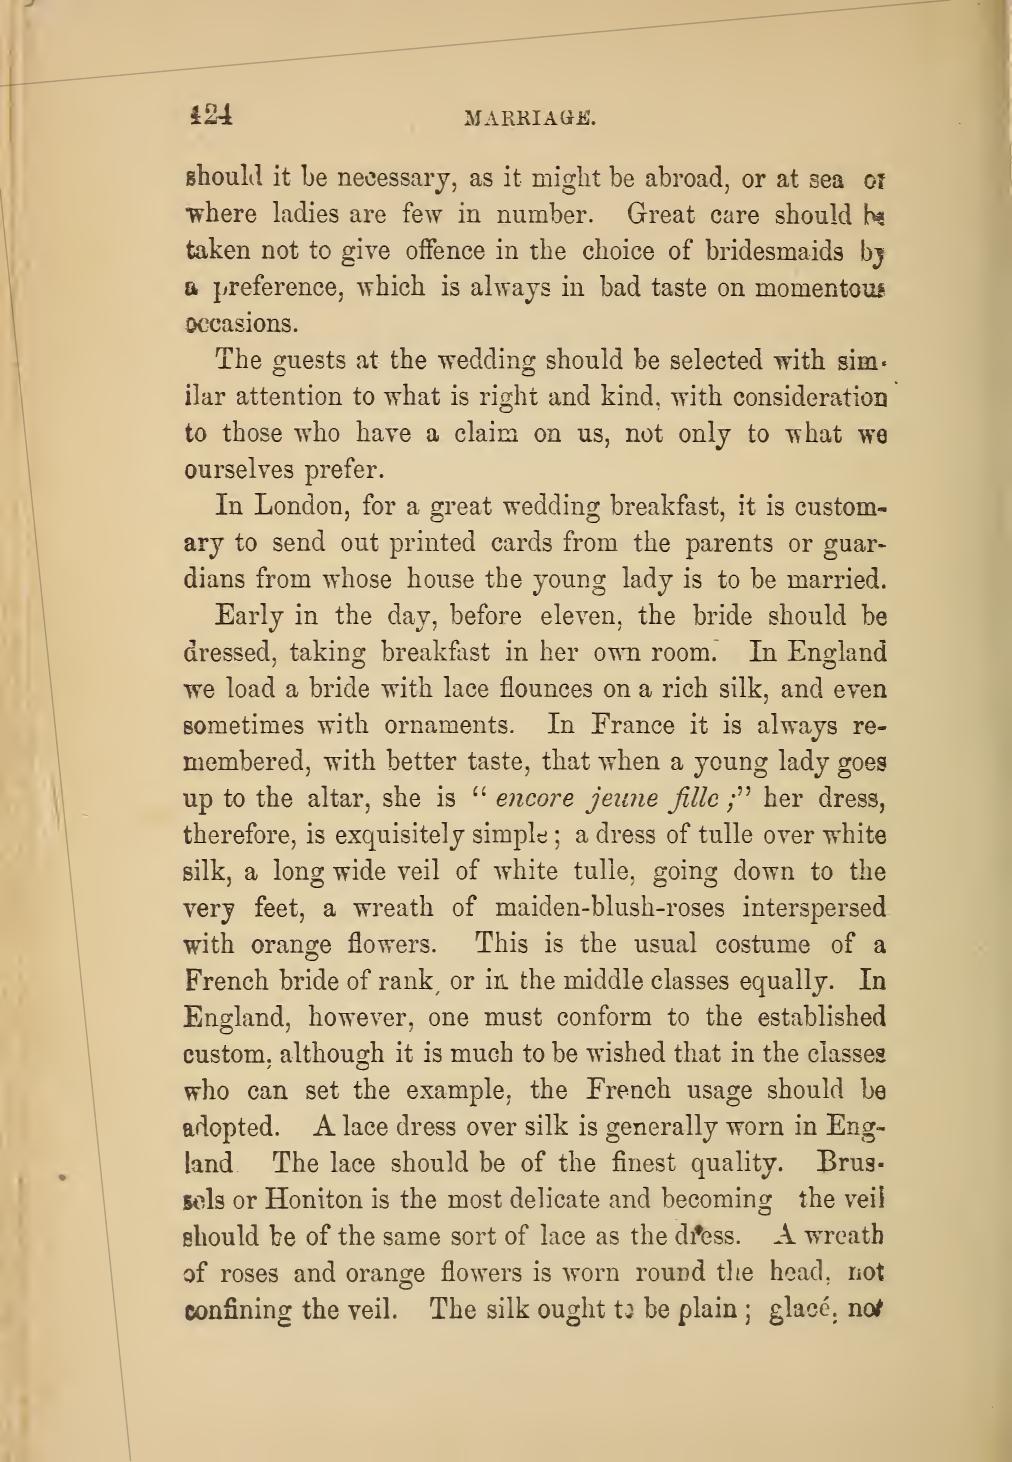 424 MARRIAGE.
should it be necessary, as it might be abroad, or at sea or
where ladies are few in number. Great care should be
taken not to give offence in the choice of bridesmaids by
a preference, which is always in bad taste on momentous
occasions.
The guests at the wedding should be selected with sim-
ilar attention to what is right and kind, with consideration
to those who have a claim on us, not only to what we
ourselves prefer.
In London, for a great wedding breakfast, it is custom-
ary to send out printed cards from the parents or guar-
dians from whose house the young lady is to be married.
Early in the day, before eleven, the bride should be
dressed, taking breakfast in her own room. In England
we load a bride with lace flounces on a rich silk, and even
sometimes with ornaments. In France it is always re-
membered, with better taste, that when a young lady goes
up to the altar, she is “ encore jeune fille ;” her dress,
therefore, is exquisitely simple ; a dress of tulle over white
silk, a long wide veil of white tulle, going down to the
very feet, a wreath of maiden-blush-roses interspersed
with orange flowers. This is the usual costume of a
French bride of rank, or in the middle classes equally. In
England, however, one must conform to the established
custom, although it is much to be wished that in the classes
who can set the example, the French usage should be
adopted. A lace dress over silk is generally worn in Eng-
land The lace should be of the finest quality. Brus-
sels or Honiton is the most delicate and becoming the veil
should be of the same sort of lace as the dress. A wreath
of roses and orange flowers is worn round the head, not
confining the veil. The silk ought to be plain ; glacé, not